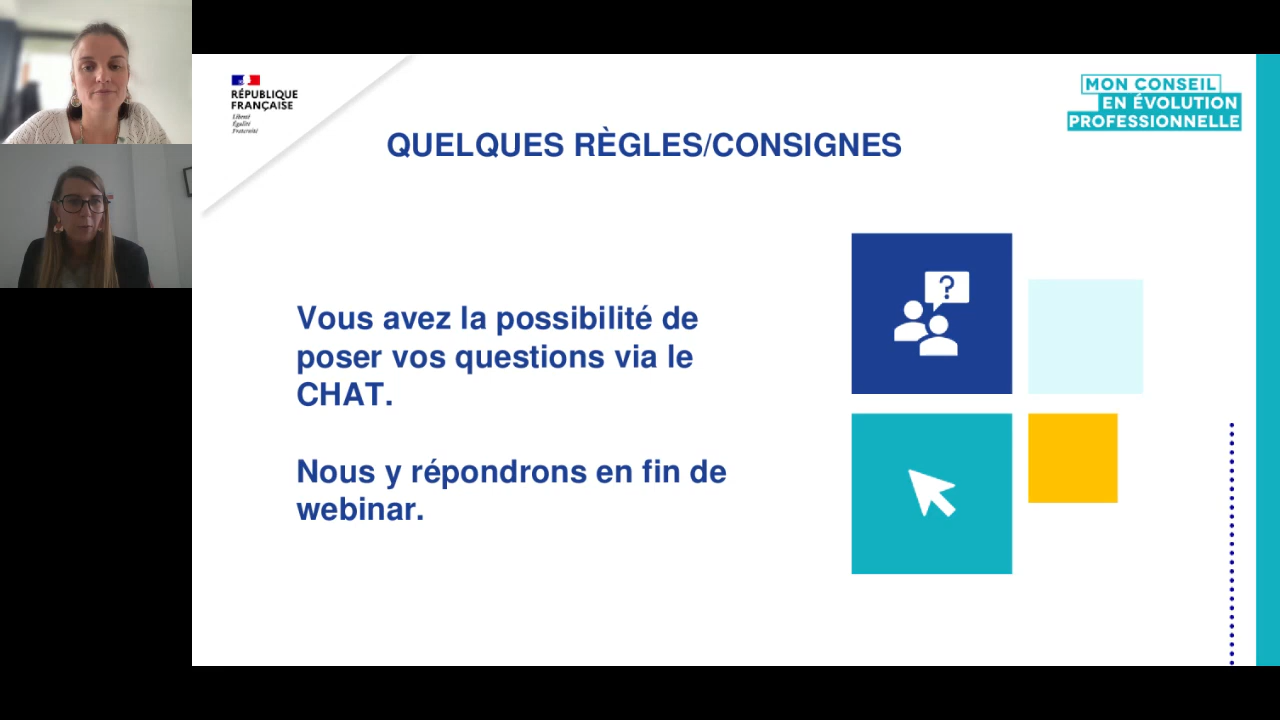 RÉPUBLIQUE
FRANÇAISE
Liberté
Égalité
Fraternité
MON CONSEIL
EN ÉVOLUTION
PROFESSIONNELLE
QUELQUES RÈGLES/CONSIGNES
Vous avez la possibilité de
poser vos questions via le
CHAT.
Nous y répondrons en fin de
webinar.
?